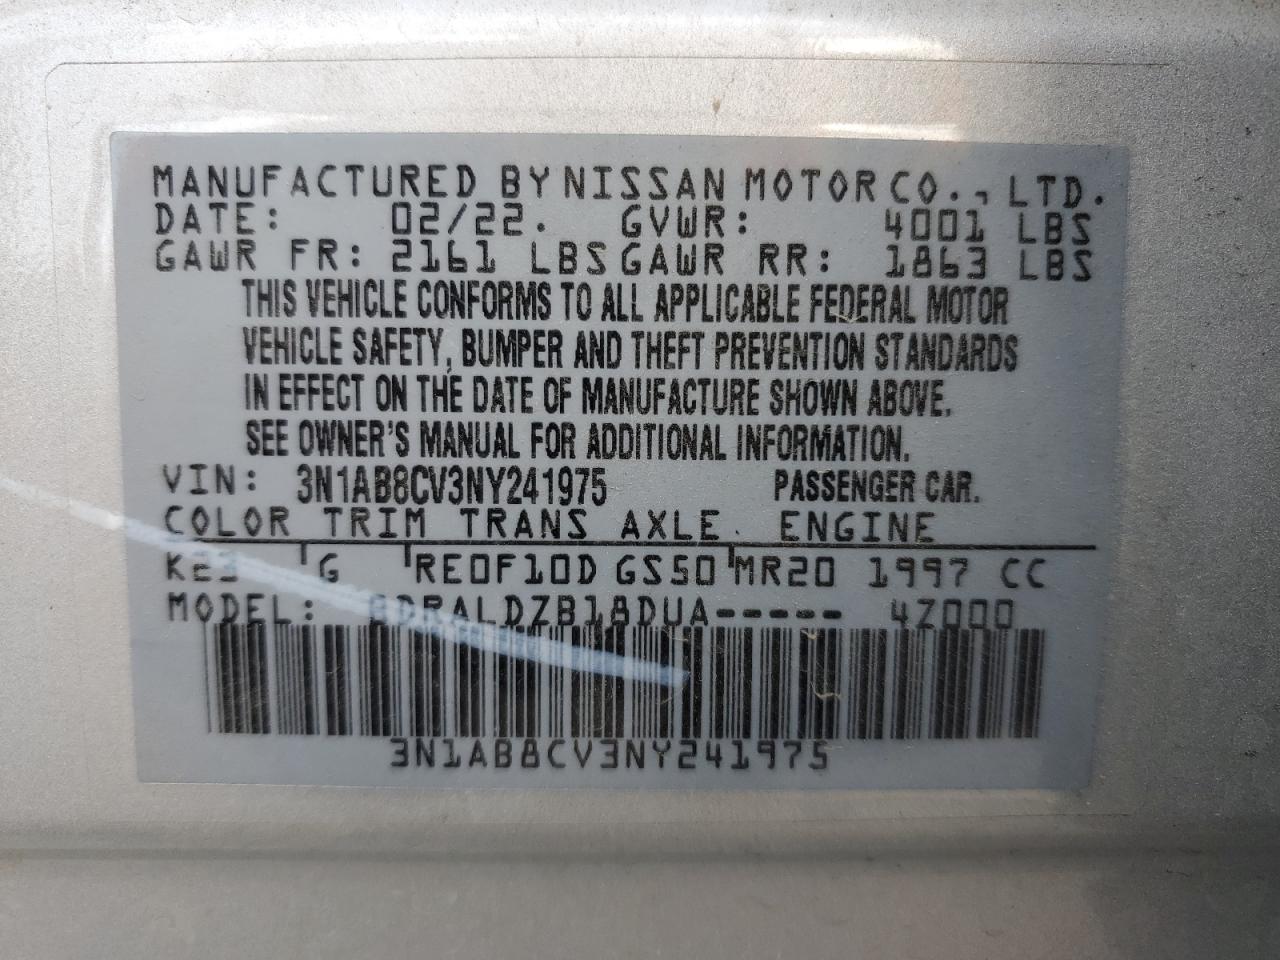 MANUFACTURED BY NISSAN MOTOR CO., LTD.
DATE: 02/22. GVWR: 4001 LBS
GAWR FR: 2161 LBS GAWR RR: 1863 LBS
THIS VEHICLE CONFORMS TO ALL APPLICABLE FEDERAL MOTOR
VEHICLE SAFETY, BUMPER AND THEFT PREVENTION STANDARDS
IN EFFECT ON THE DATE OF MANUFACTURE SHOWN ABOVE.
SEE OWNER'S MANUAL FOR ADDITIONAL INFORMATION.
VIN: 3N1AB8CV3NY241975 PASSENGER CAR.
COLOR TRIM TRANS AXLE ENGINE
K23 G RE0F10D GS50 MR20 1997 CC
MODEL: BDRALDZB18DUA----- 4Z000
3N1AB8CV3NY241975